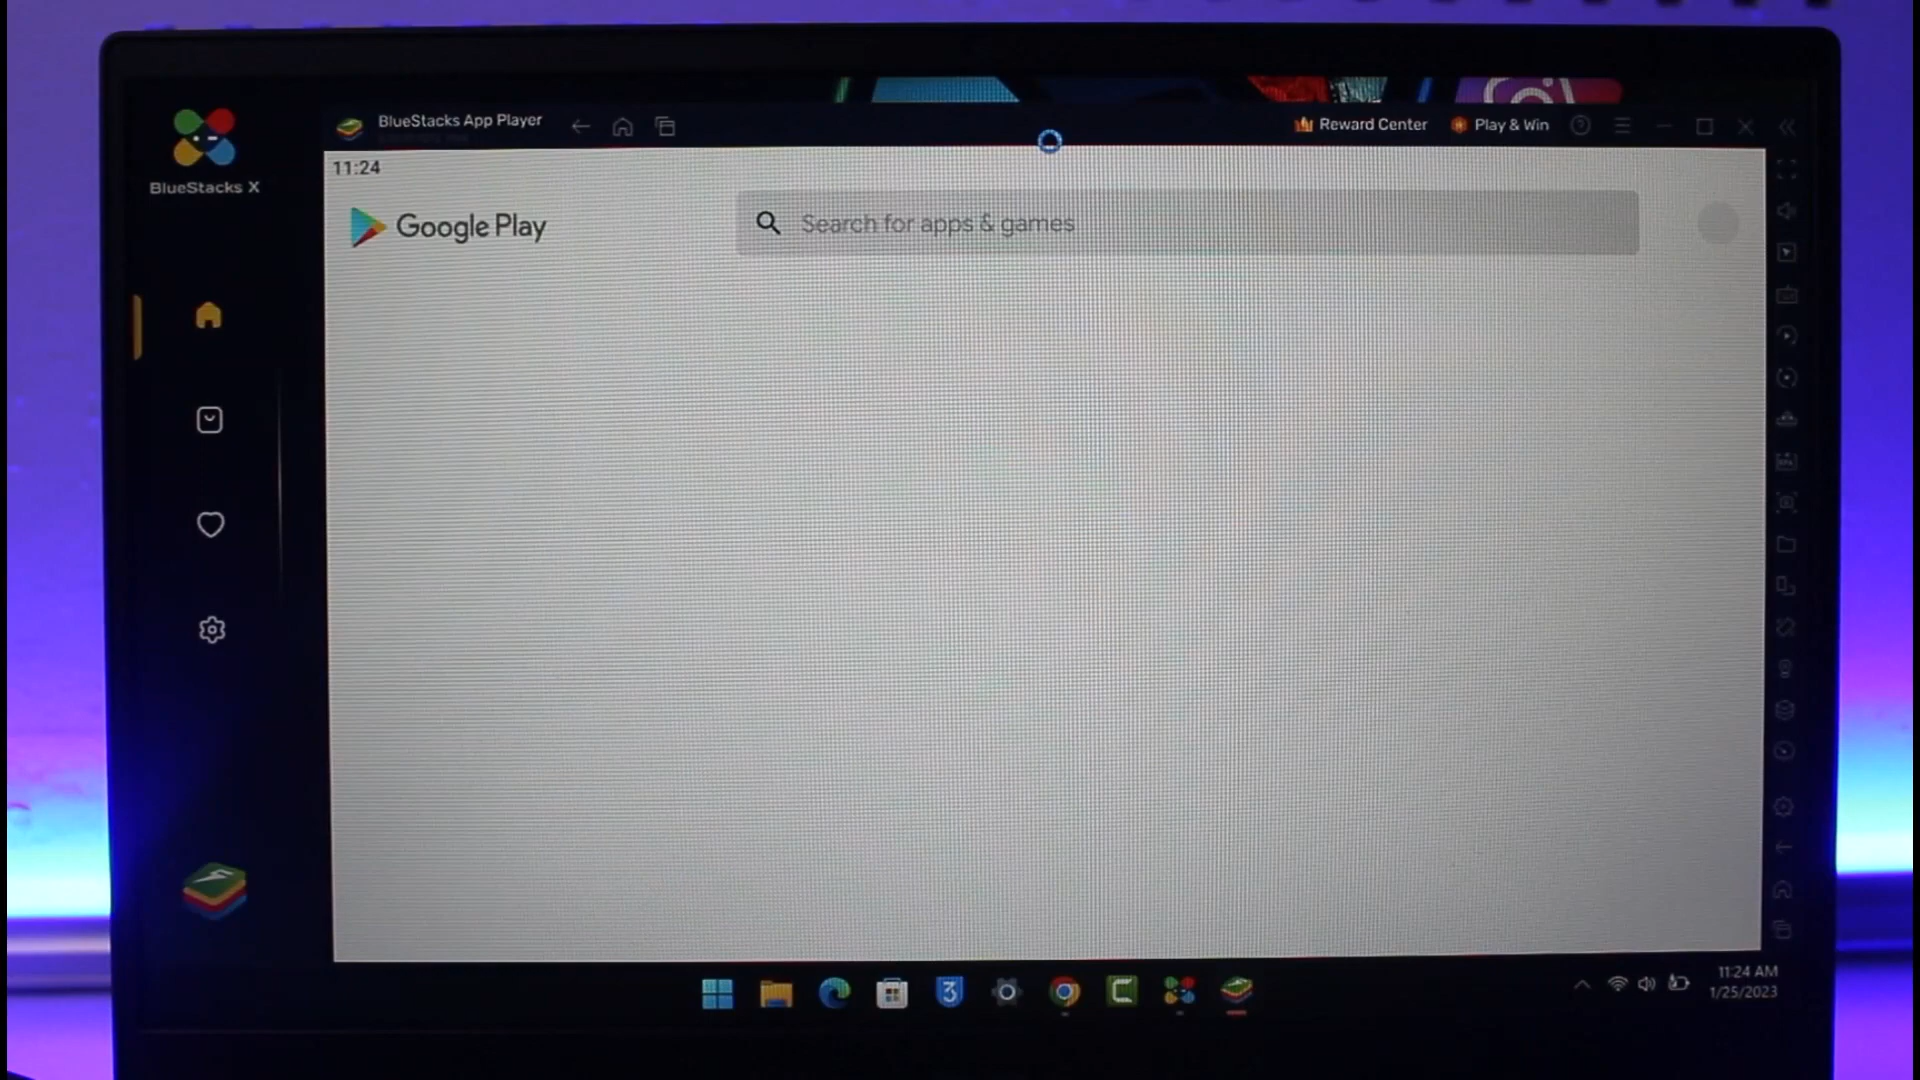 BlueStacks X
BlueStacks App Player
Reward Center
Play & Win
11:24
Google Play
Search for apps & games
3
11:24 AM
1/25/2023